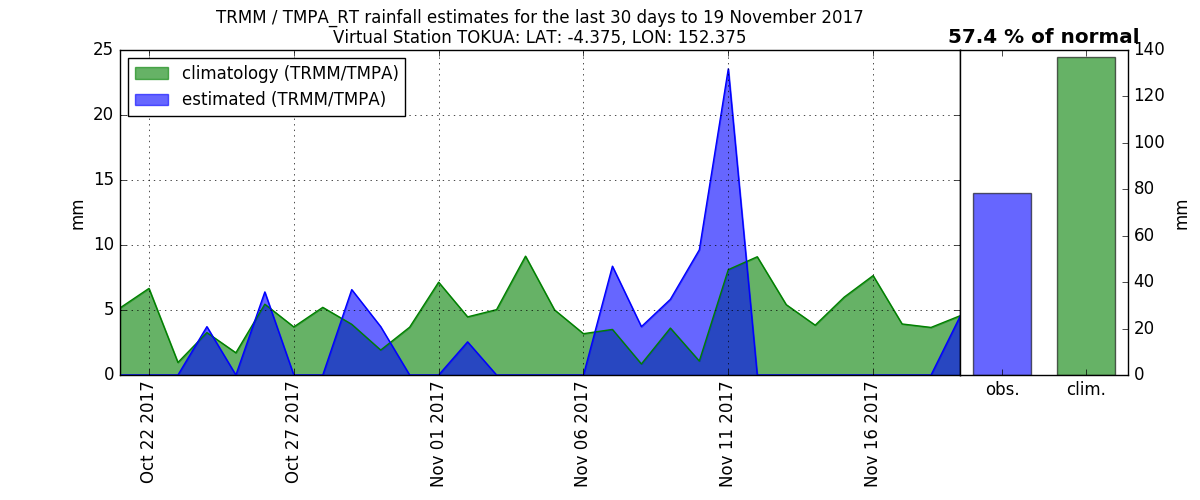 TRMM / TMPA_RT rainfall estimates for the last 30 days to 19 November 2017
Virtual Station TOKUA: LAT: -4.375, LON: 152.375
57.4 % of normal
climatology (TRMM/TMPA)
estimated (TRMM/TMPA)
25
20
15
10
5
0
mm
140
120
100
80
60
40
20
0
mm
Oct 22 2017
Oct 27 2017
Nov 01 2017
Nov 06 2017
Nov 11 2017
Nov 16 2017
obs.
clim.